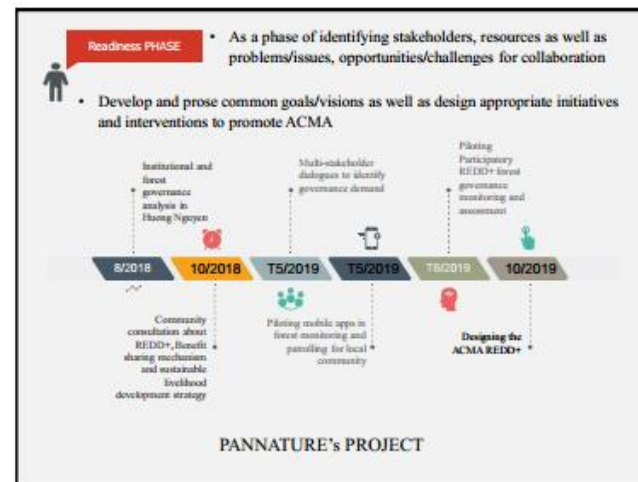 Readiness PHASE
• As a phase of identifying stakeholders, resources as well as
problems/issues, opportunities/challenges for collaboration
• Develop and prose common goals/visions as well as design appropriate initiatives
and interventions to promote ACMA
Institutional and
forest
governance
analysis in
Huong Nguyen
Multi-stakeholder
dialogues to identify
governance demand
Piloting
Participatory
REDD+ forest
governance
monitoring and
assessment
8/2018
10/2018
T5/2019
T5/2019
T6/2019
10/2019
Community
consultation about
REDD+, Benefit
sharing mechanism
and sustainable
livelihood
development strategy
Piloting mobile apps in
forest monitoring and
patrolling for local
community
Designing the
ACMA REDD+
PANNATURE's PROJECT